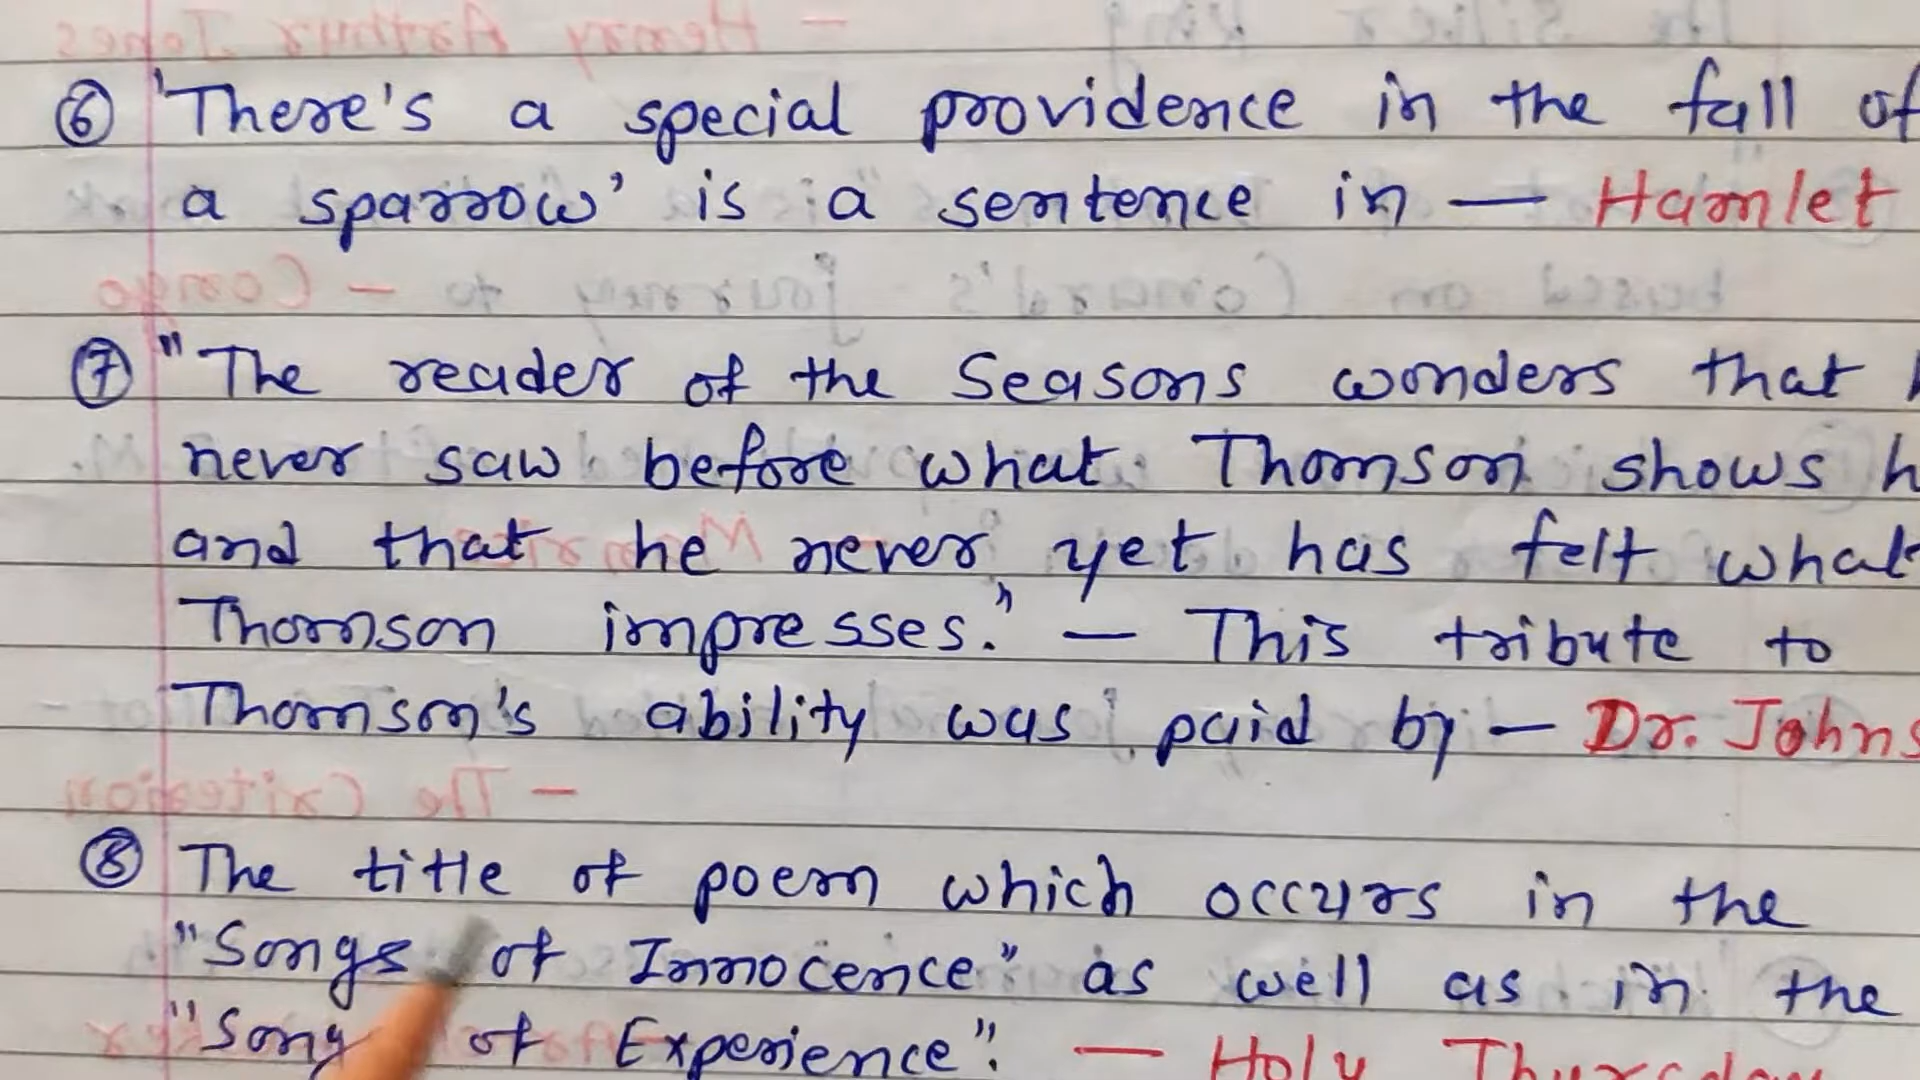 ⑥ 'There's a special providence in the fall of
a sparrow' is a sentence in — Hamlet
⑦ "The reader of the Seasons wonders that
never saw before what Thomson shows
and that he never yet has felt what
Thomson impresses." — This tribute to
Thomson's ability was paid by — Dr. Johns
⑧ The title of poem which occurs in the
"Songs of Innocence" as well as in the
"Song of Experience". — Holy Thursday